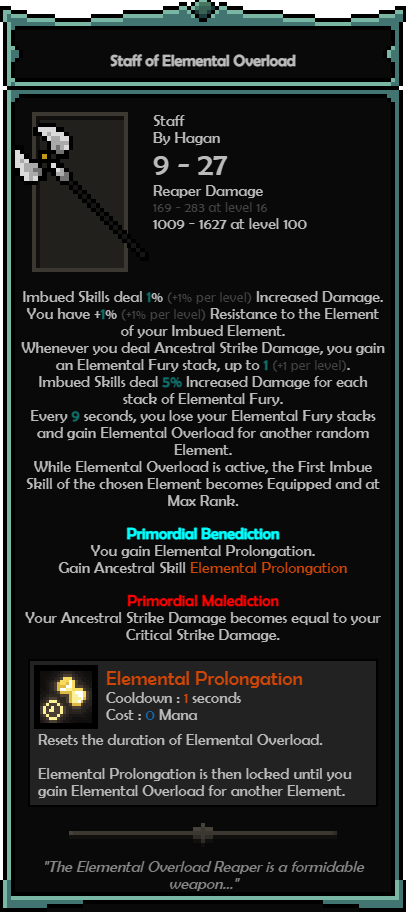 Staff of Elemental Overload
Staff
By Hagan
9 - 27
Reaper Damage
169 - 283 at level 16
1009 - 1627 at level 100
Imbued Skills deal 1% (+1% per level) Increased Damage.
You have +1% (+1% per level) Resistance to the Element
of your Imbued Element.
Whenever you deal Ancestral Strike Damage, you gain
an Elemental Fury stack, up to 1 (+1 per level).
Imbued Skills deal 5% Increased Damage for each
stack of Elemental Fury.
Every 9 seconds, you lose your Elemental Fury stacks
and gain Elemental Overload for another random
Element.
While Elemental Overload is active, the First Imbue
Skill of the chosen Element becomes Equipped and at
Max Rank.
Primordial Benediction
You gain Elemental Prolongation.
Gain Ancestral Skill Elemental Prolongation
Primordial Malediction
Your Ancestral Strike Damage becomes equal to your
Critical Strike Damage.
Elemental Prolongation
Cooldown : 1 seconds
Cost : 0 Mana
Resets the duration of Elemental Overload.
Elemental Prolongation is then locked until you
gain Elemental Overload for another Element.
"The Elemental Overload Reaper is a formidable
weapon..."